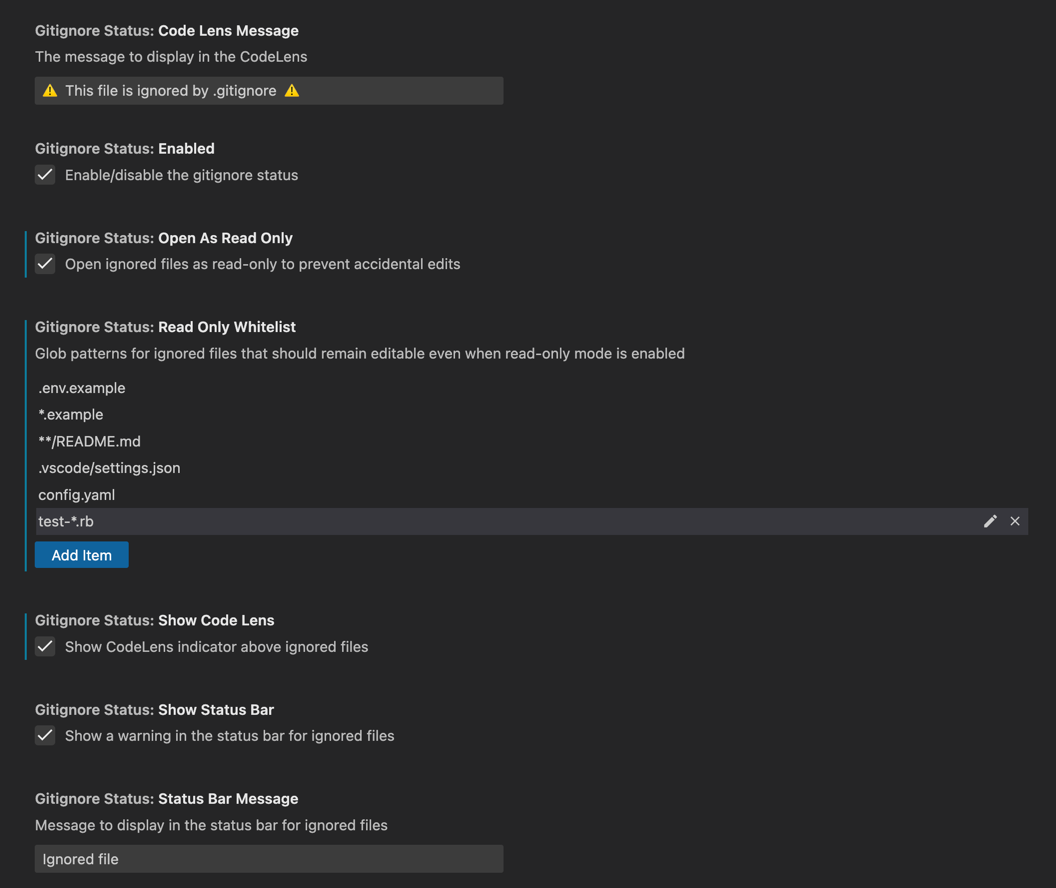 Gitignore Status: Code Lens Message
The message to display in the CodeLens
⚠️ This file is ignored by .gitignore ⚠️
Gitignore Status: Enabled
Enable/disable the gitignore status
Gitignore Status: Open As Read Only
Open ignored files as read-only to prevent accidental edits
Gitignore Status: Read Only Whitelist
Glob patterns for ignored files that should remain editable even when read-only mode is enabled
.env.example
*.example
**/README.md
.vscode/settings.json
config.yaml
test-*.rb
Add Item
Gitignore Status: Show Code Lens
Show CodeLens indicator above ignored files
Gitignore Status: Show Status Bar
Show a warning in the status bar for ignored files
Gitignore Status: Status Bar Message
Message to display in the status bar for ignored files
Ignored file